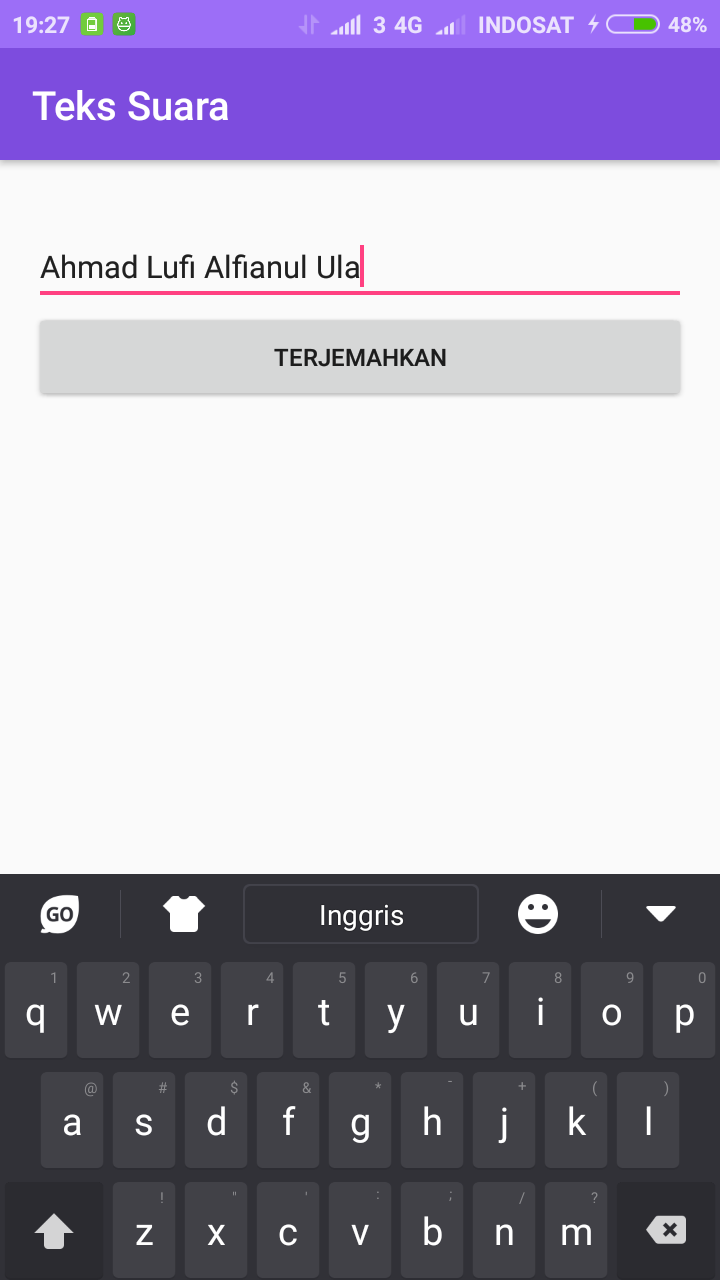 19:27 3 4G INDOSAT 48%
Teks Suara
Ahmad Lufi Alfianul Ula
TERJEMAHKAN
GO Inggris
1 2 3 4 5 6 7 8 9 0
q w e r t y u i o p
@ # $ & * - + ( )
a s d f g h j k l
! " ' : ; / ?
z x c v b n m